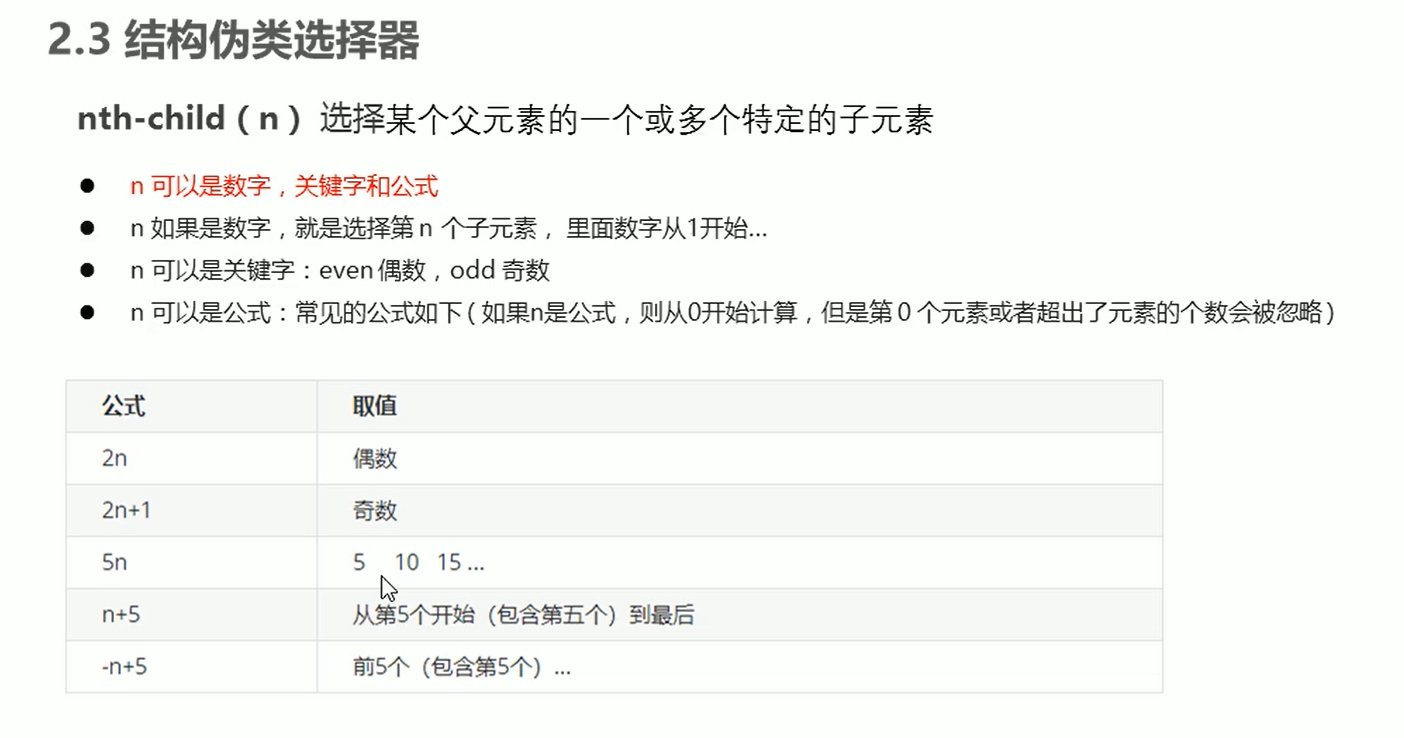 2.3 结构伪类选择器
nth-child（n） 选择某个父元素的一个或多个特定的子元素
● n 可以是数字，关键字和公式
● n 如果是数字，就是选择第 n 个子元素， 里面数字从1开始...
● n 可以是关键字：even 偶数，odd 奇数
● n 可以是公式：常见的公式如下 ( 如果n是公式，则从0开始计算，但是第 0 个元素或者超出了元素的个数会被忽略 )
公式 取值
2n 偶数
2n+1 奇数
5n 5 10 15 ...
n+5 从第5个开始（包含第五个）到最后
-n+5 前5个（包含第5个）...